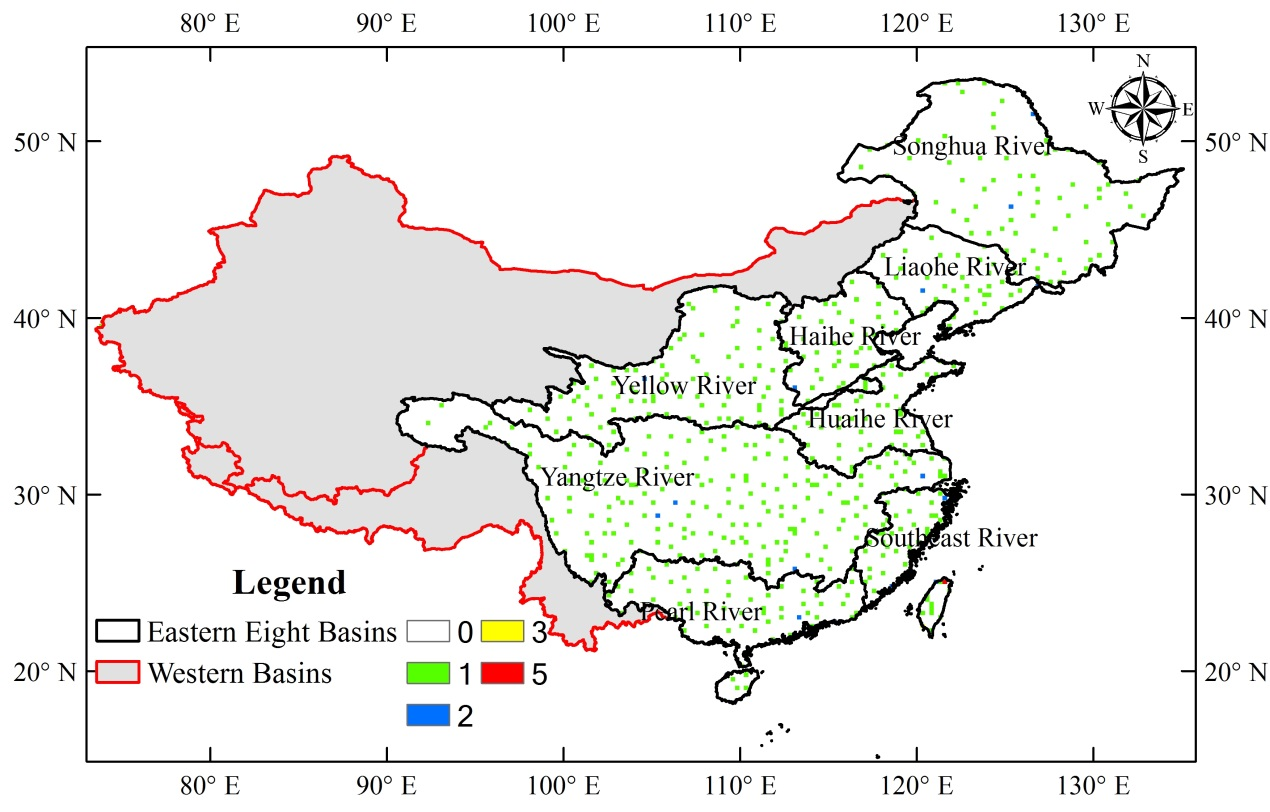 80° E 90° E 100° E 110° E 120° E 130° E
N
W E
S
50° N 50° N
Songhua River
Liaohe River
40° N 40° N
Haihe River
Yellow River
Huaihe River
Yangtze River
30° N 30° N
Southeast River
Legend
Pearl River
Eastern Eight Basins 0 3
Western Basins 1 5
20° N 20° N
2
80° E 90° E 100° E 110° E 120° E 130° E